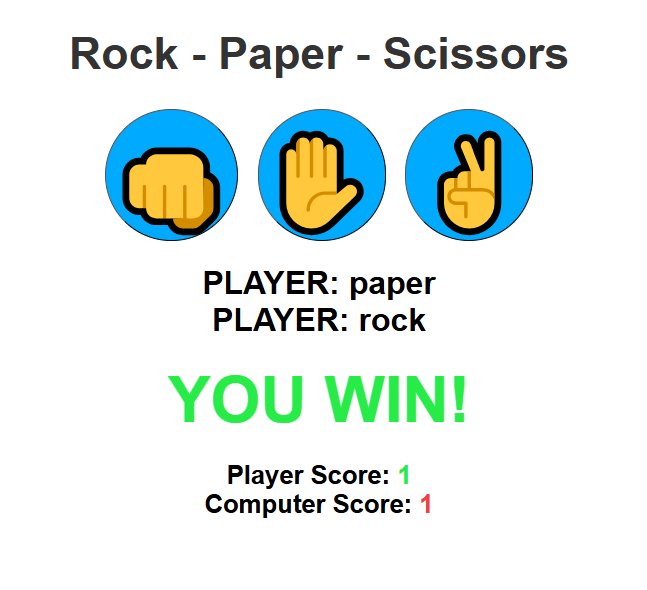 Rock - Paper - Scissors
PLAYER: paper
PLAYER: rock
YOU WIN!
Player Score: 1
Computer Score: 1